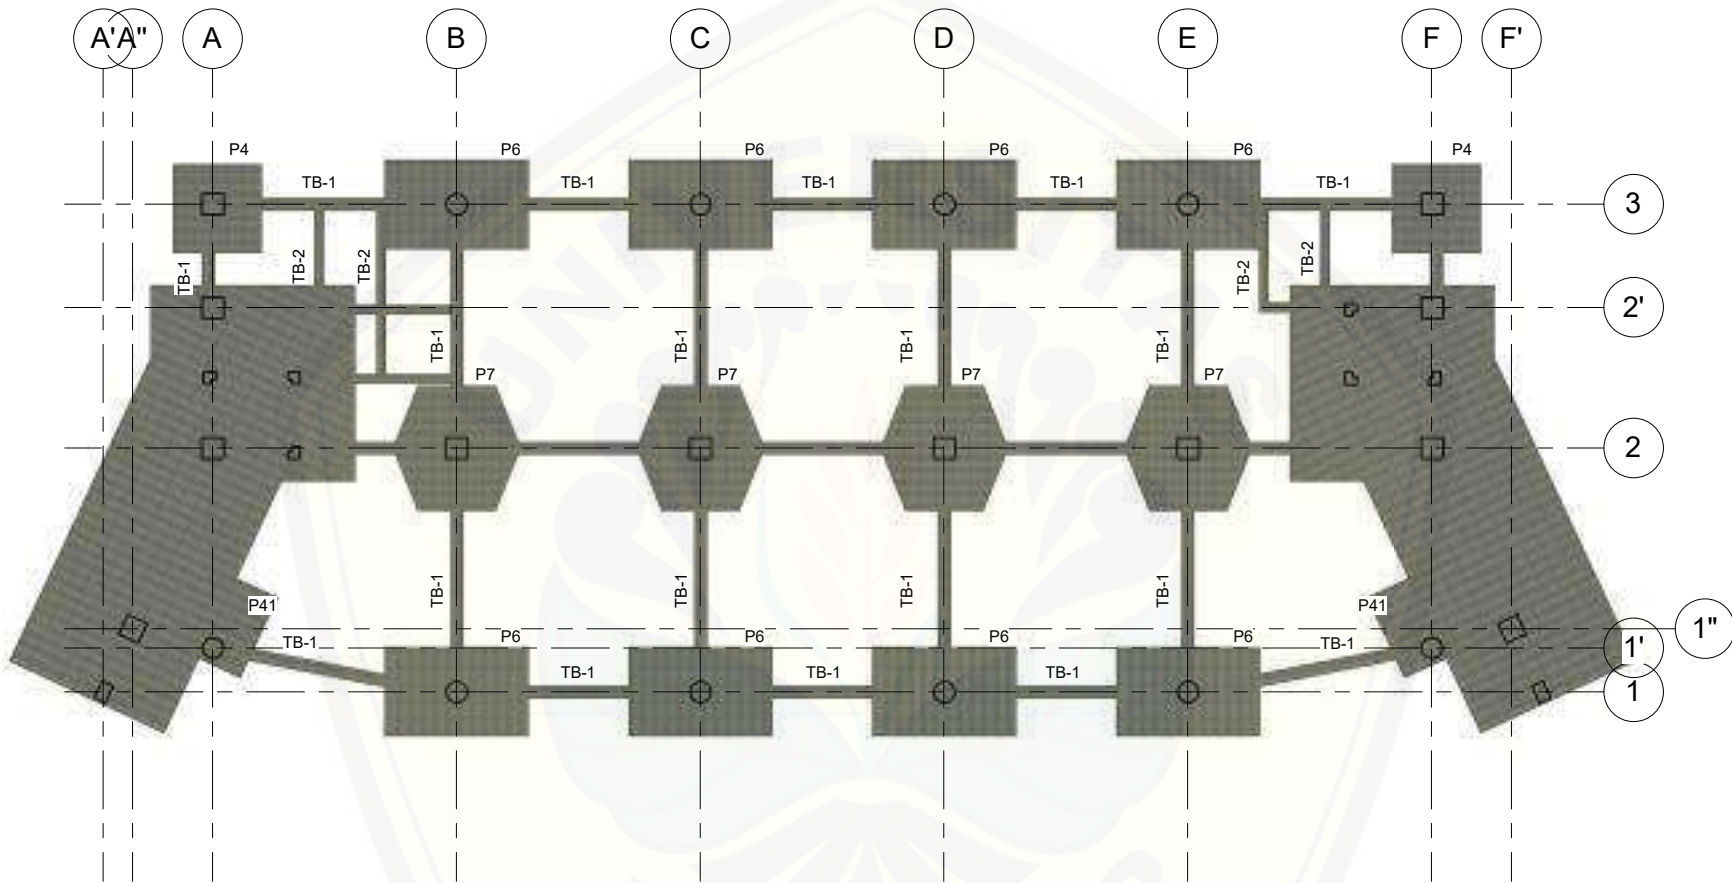 A' A" A B C D E F F'
P4 P6 P6 P6 P6 P4
TB-1 TB-1 TB-1 TB-1 TB-1
3
TB-1 TB-2 TB-2 TB-2 TB-2
2'
TB-1 TB-1 TB-1 TB-1
P7 P7 P7 P7
2
TB-1 TB-1 TB-1 TB-1
P41 P41
1"
TB-1 P6 P6 P6 P6 TB-1
1'
TB-1 TB-1 TB-1
1
UNIVERSITAS